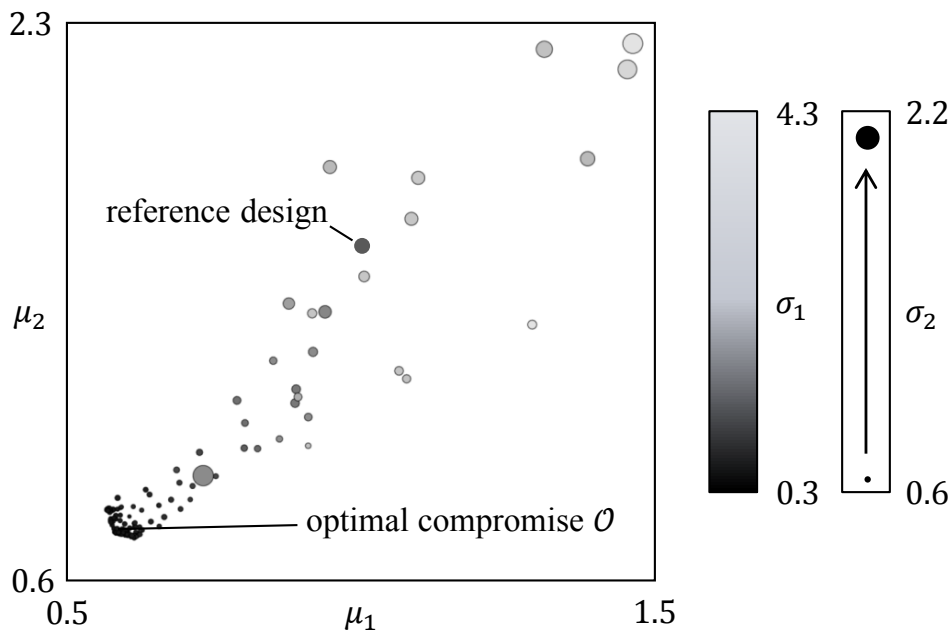 2.3
μ₂
0.6
0.5
μ₁
1.5
reference design
optimal compromise 𝒪
4.3
σ₁
0.3
2.2
σ₂
0.6